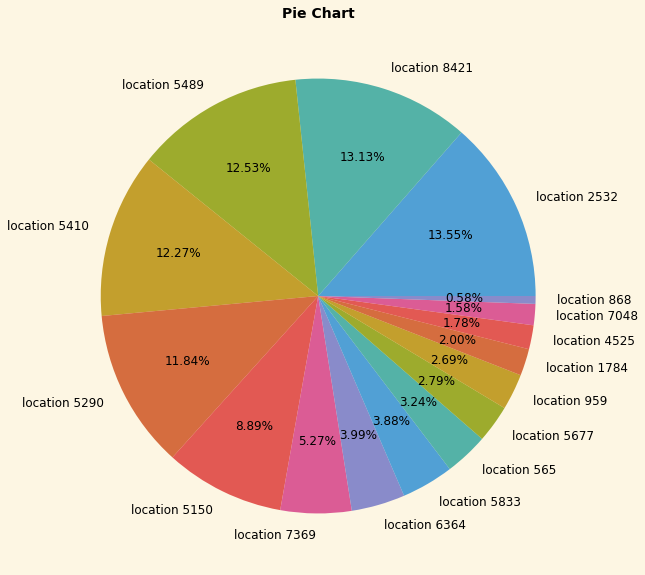 Pie Chart
location 8421
location 5489
13.13%
12.53%
location 2532
location 5410
13.55%
12.27%
0.58%
location 868
1.58%
location 7048
1.78%
location 4525
2.00%
location 1784
11.84%
2.69%
2.79%
location 959
location 5290
3.24%
3.88%
8.89%
3.99%
location 5677
5.27%
location 565
location 5833
location 5150
location 6364
location 7369